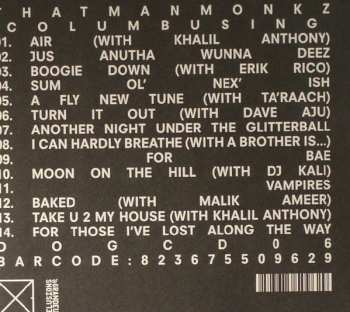 THATMANMONKZ
COLUMBUSING
01. AIR (WITH KHALIL ANTHONY)
02. JUS ANUTHA WUNNA DEEZ
03. BOOGIE DOWN (WITH ERIK RICO)
04. SUM OL' NEX' ISH
05. A FLY NEW TUNE (WITH TA'RAACH)
06. TURN IT OUT (WITH DAVE AJU)
07. ANOTHER NIGHT UNDER THE GLITTERBALL
08. I CAN HARDLY BREATHE (WITH A BROTHER IS...)
09. FOR BAE
10. MOON ON THE HILL (WITH DJ KALI)
11. VAMPIRES
12. BAKED (WITH MALIK AMEER)
13. TAKE U 2 MY HOUSE (WITH KHALIL ANTHONY)
14. FOR THOSE I'VE LOST ALONG THE WAY
DOGCD06
BARCODE: 823675509629
ELUSIONS
GRANDEU